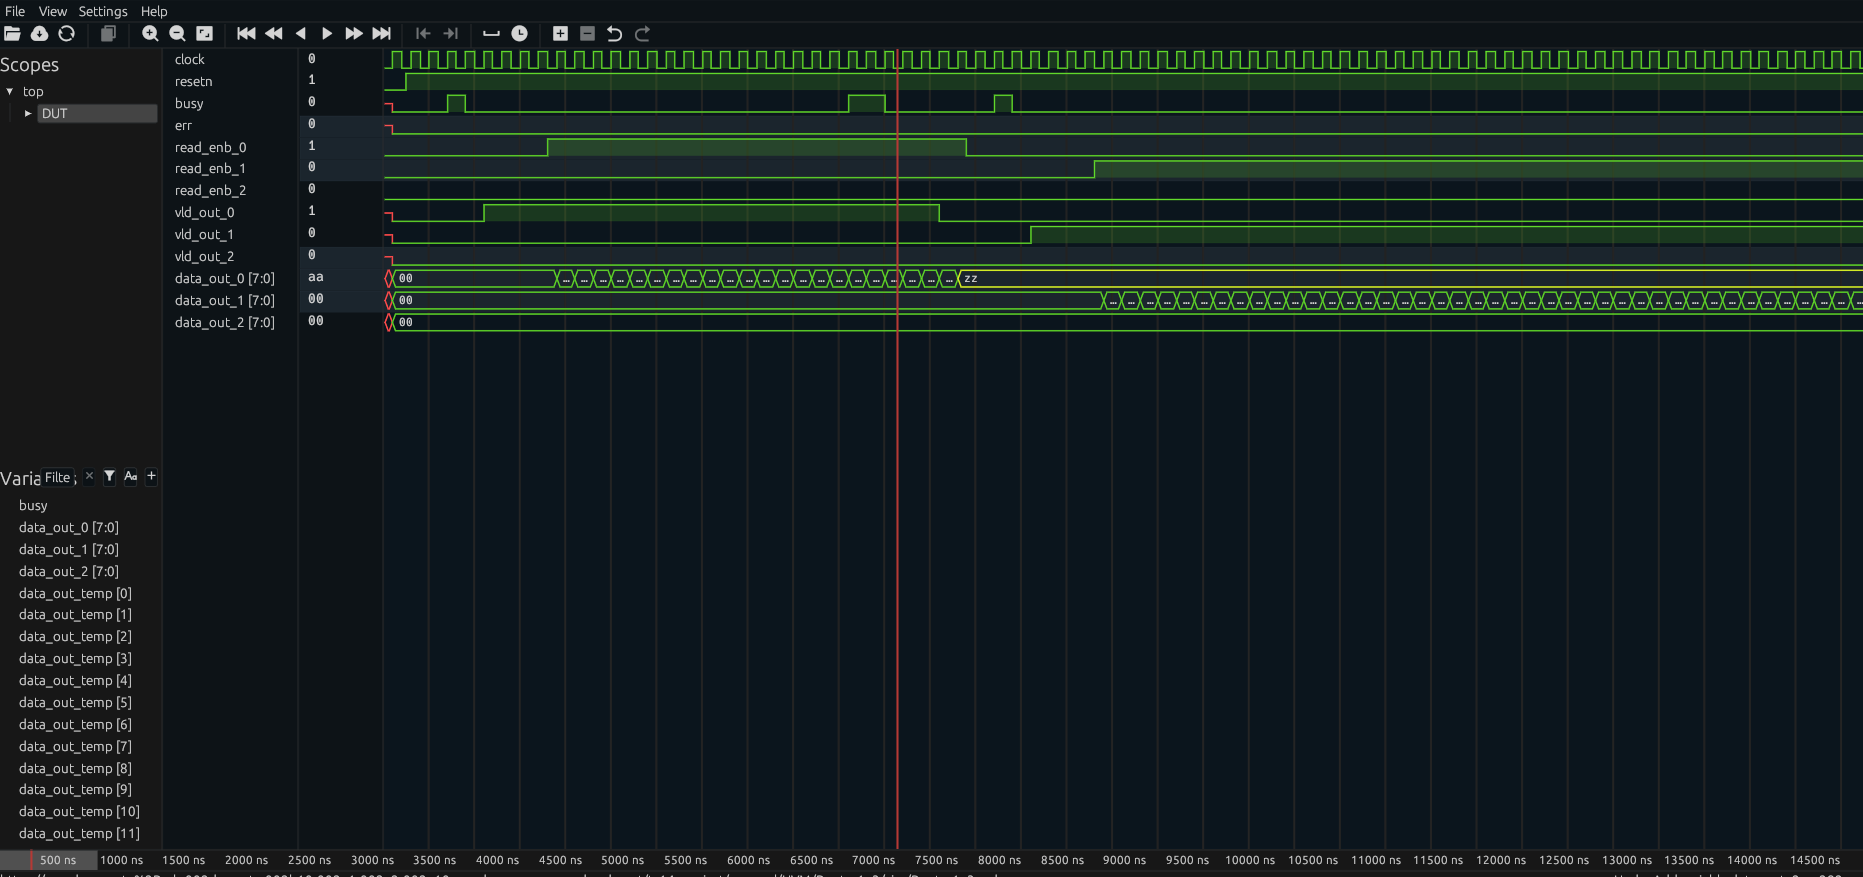 File View Settings Help
Scopes
top
DUT
clock 0
resetn 1
busy 0
err 0
read_enb_0 1
read_enb_1 0
read_enb_2 0
vld_out_0 1
vld_out_1 0
vld_out_2 0
data_out_0 [7:0] aa 00 zz
data_out_1 [7:0] 00 00
data_out_2 [7:0] 00 00
Filte
busy
data_out_0 [7:0]
data_out_1 [7:0]
data_out_2 [7:0]
data_out_temp [0]
data_out_temp [1]
data_out_temp [2]
data_out_temp [3]
data_out_temp [4]
data_out_temp [5]
data_out_temp [6]
data_out_temp [7]
data_out_temp [8]
data_out_temp [9]
data_out_temp [10]
data_out_temp [11]
500 ns 1000 ns 1500 ns 2000 ns 2500 ns 3000 ns 3500 ns 4000 ns 4500 ns 5000 ns 5500 ns 6000 ns 6500 ns 7000 ns 7500 ns 8000 ns 8500 ns 9000 ns 9500 ns 10000 ns 10500 ns 11000 ns 11500 ns 12000 ns 12500 ns 13000 ns 13500 ns 14000 ns 14500 ns